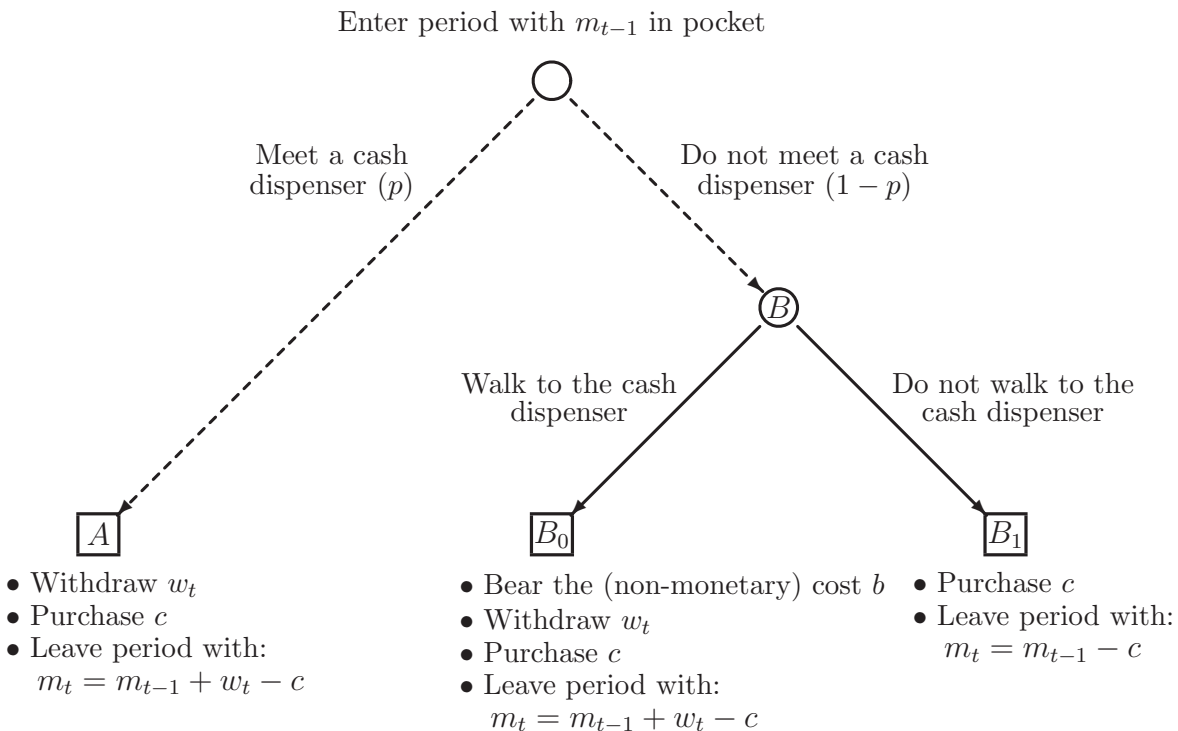 Enter period with $m_{t-1}$ in pocket
Meet a cash
dispenser ($p$)
Do not meet a cash
dispenser ($1 - p$)
$B$
Walk to the cash
dispenser
Do not walk to the
cash dispenser
$A$
• Withdraw $w_t$
• Purchase $c$
• Leave period with:
$m_t = m_{t-1} + w_t - c$
$B_0$
• Bear the (non-monetary) cost $b$
• Withdraw $w_t$
• Purchase $c$
• Leave period with:
$m_t = m_{t-1} + w_t - c$
$B_1$
• Purchase $c$
• Leave period with:
$m_t = m_{t-1} - c$